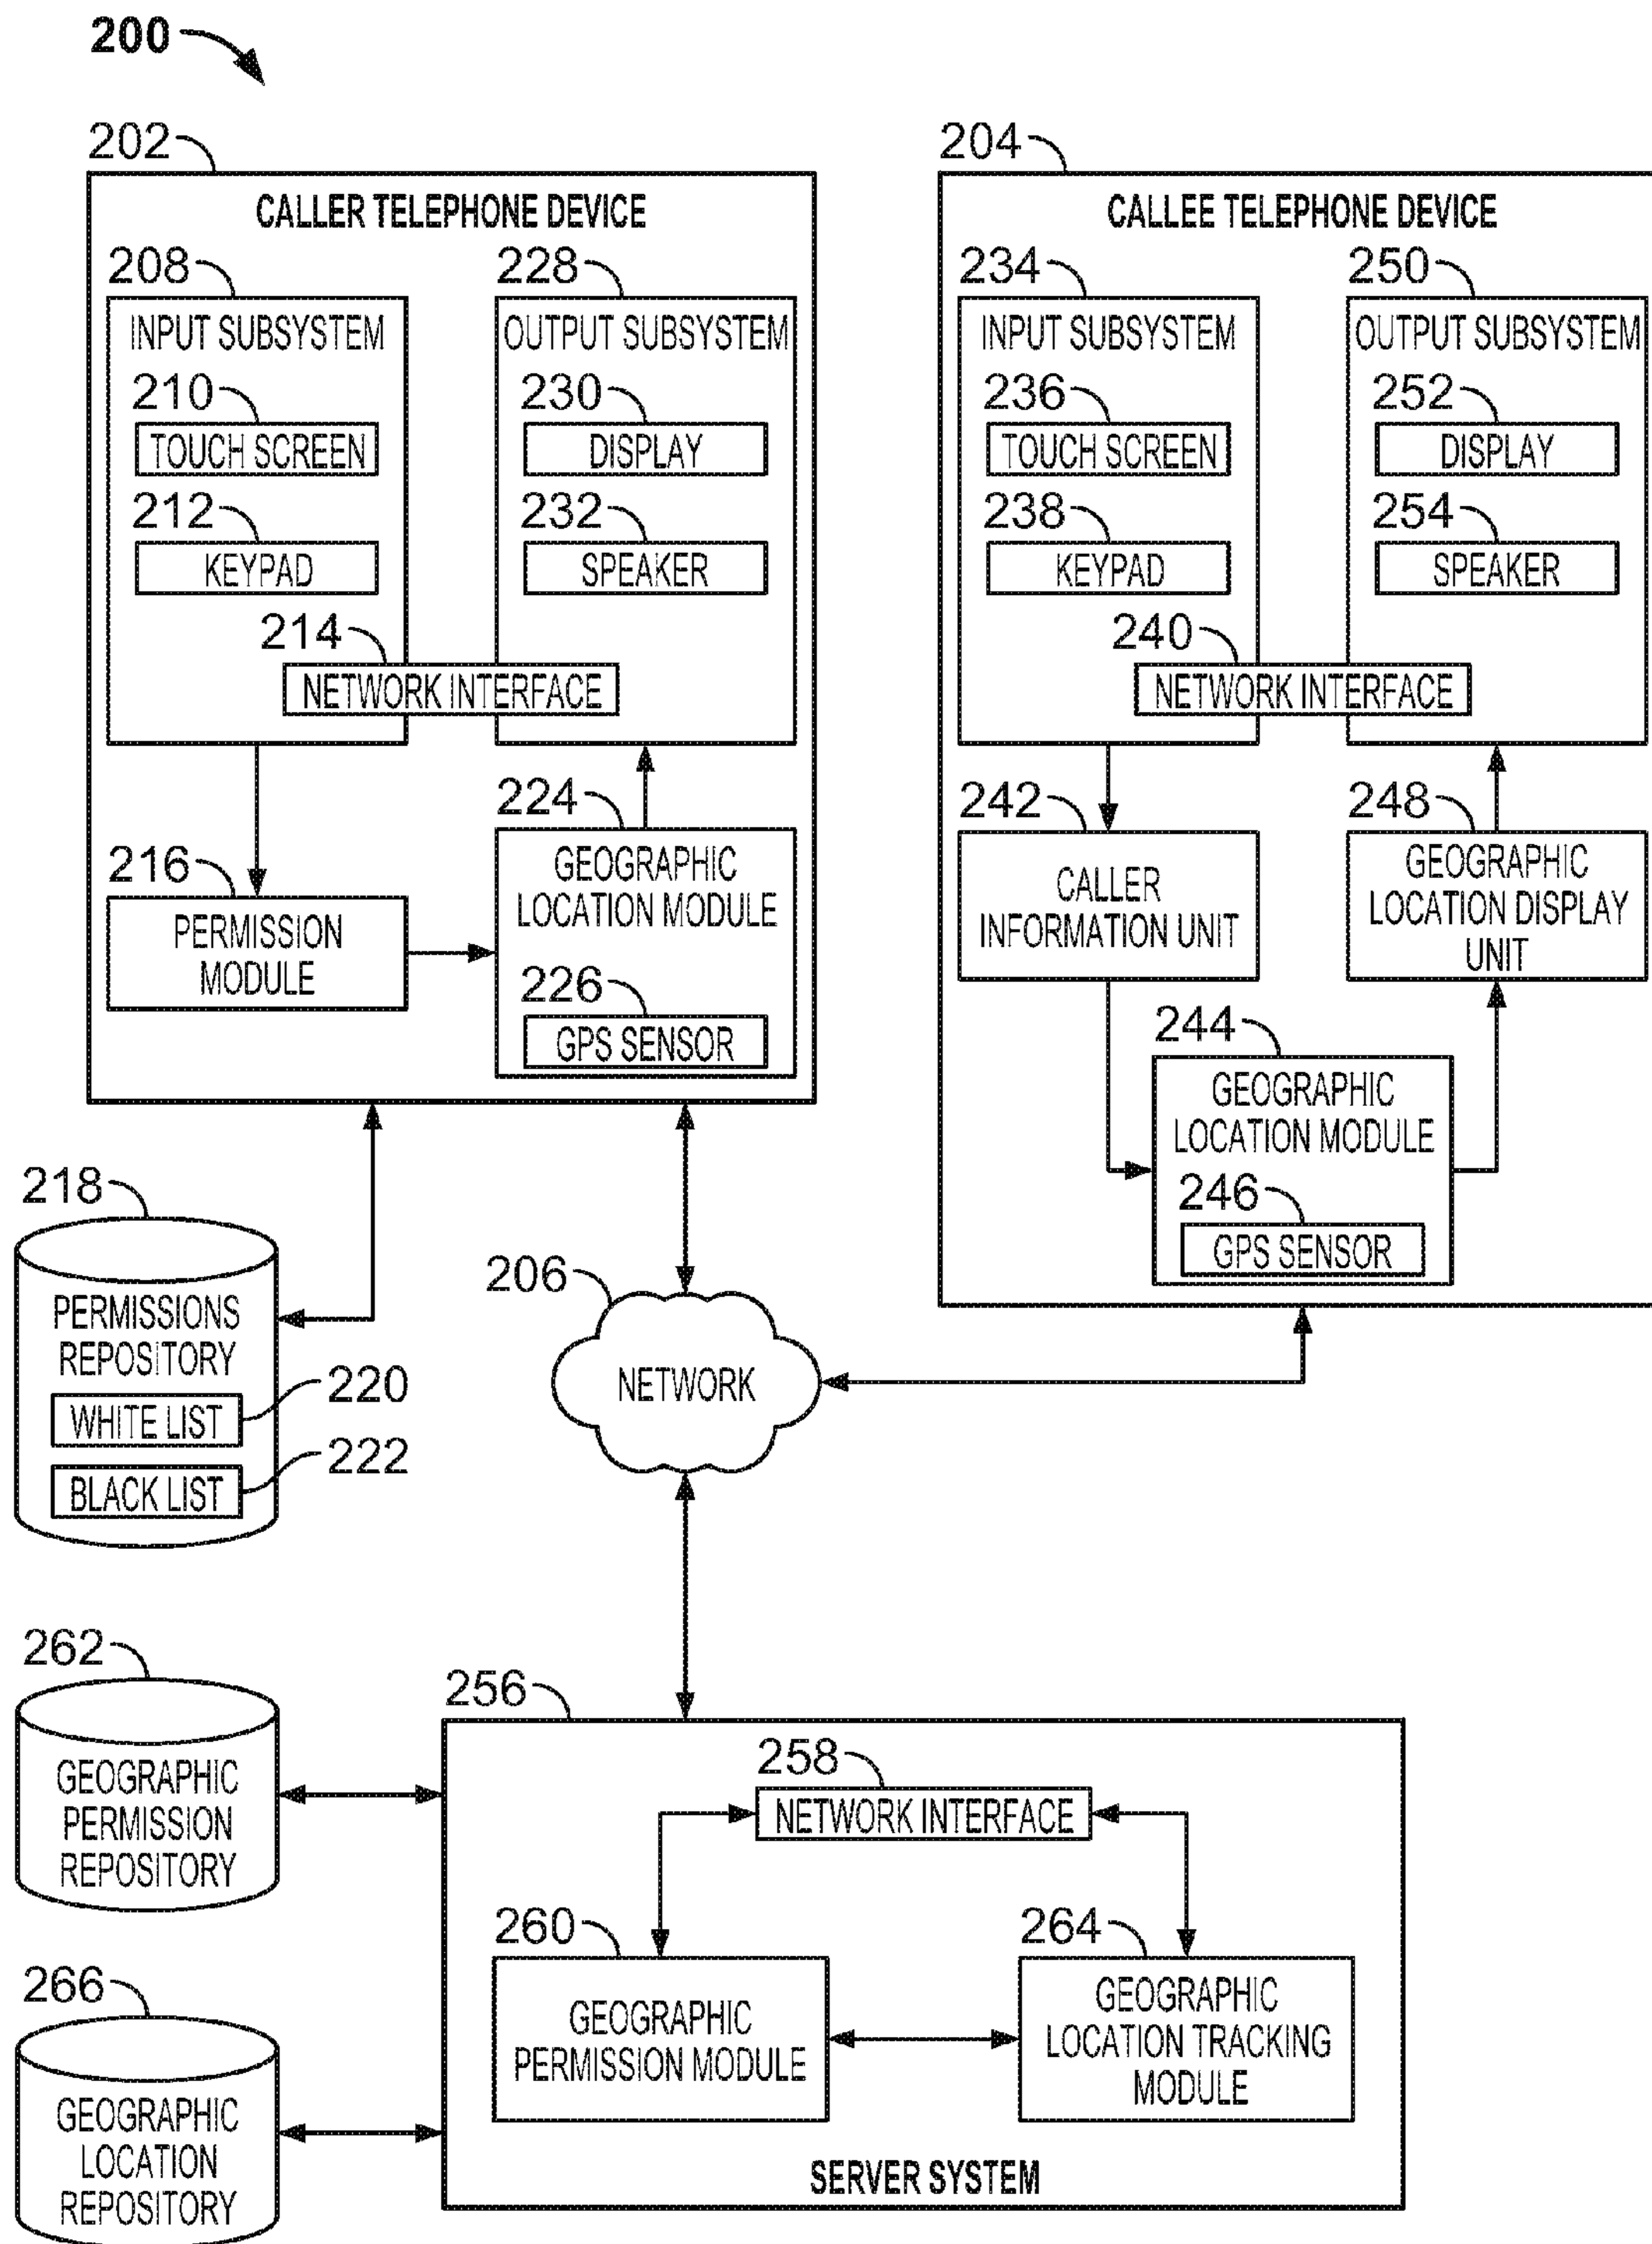 200
202
CALLER TELEPHONE DEVICE
208
INPUT SUBSYSTEM
210
TOUCH SCREEN
212
KEYPAD
228
OUTPUT SUBSYSTEM
230
DISPLAY
232
SPEAKER
214
NETWORK INTERFACE
216
PERMISSION
MODULE
224
GEOGRAPHIC
LOCATION MODULE
226
GPS SENSOR
204
CALLEE TELEPHONE DEVICE
234
INPUT SUBSYSTEM
236
TOUCH SCREEN
238
KEYPAD
250
OUTPUT SUBSYSTEM
252
DISPLAY
254
SPEAKER
240
NETWORK INTERFACE
242
CALLER
INFORMATION UNIT
248
GEOGRAPHIC
LOCATION DISPLAY
UNIT
244
GEOGRAPHIC
LOCATION MODULE
246
GPS SENSOR
218
PERMISSIONS
REPOSITORY
220
WHITE LIST
222
BLACK LIST
206
NETWORK
262
GEOGRAPHIC
PERMISSION
REPOSITORY
266
GEOGRAPHIC
LOCATION
REPOSITORY
256
258
NETWORK INTERFACE
260
GEOGRAPHIC
PERMISSION MODULE
264
GEOGRAPHIC
LOCATION TRACKING
MODULE
SERVER SYSTEM